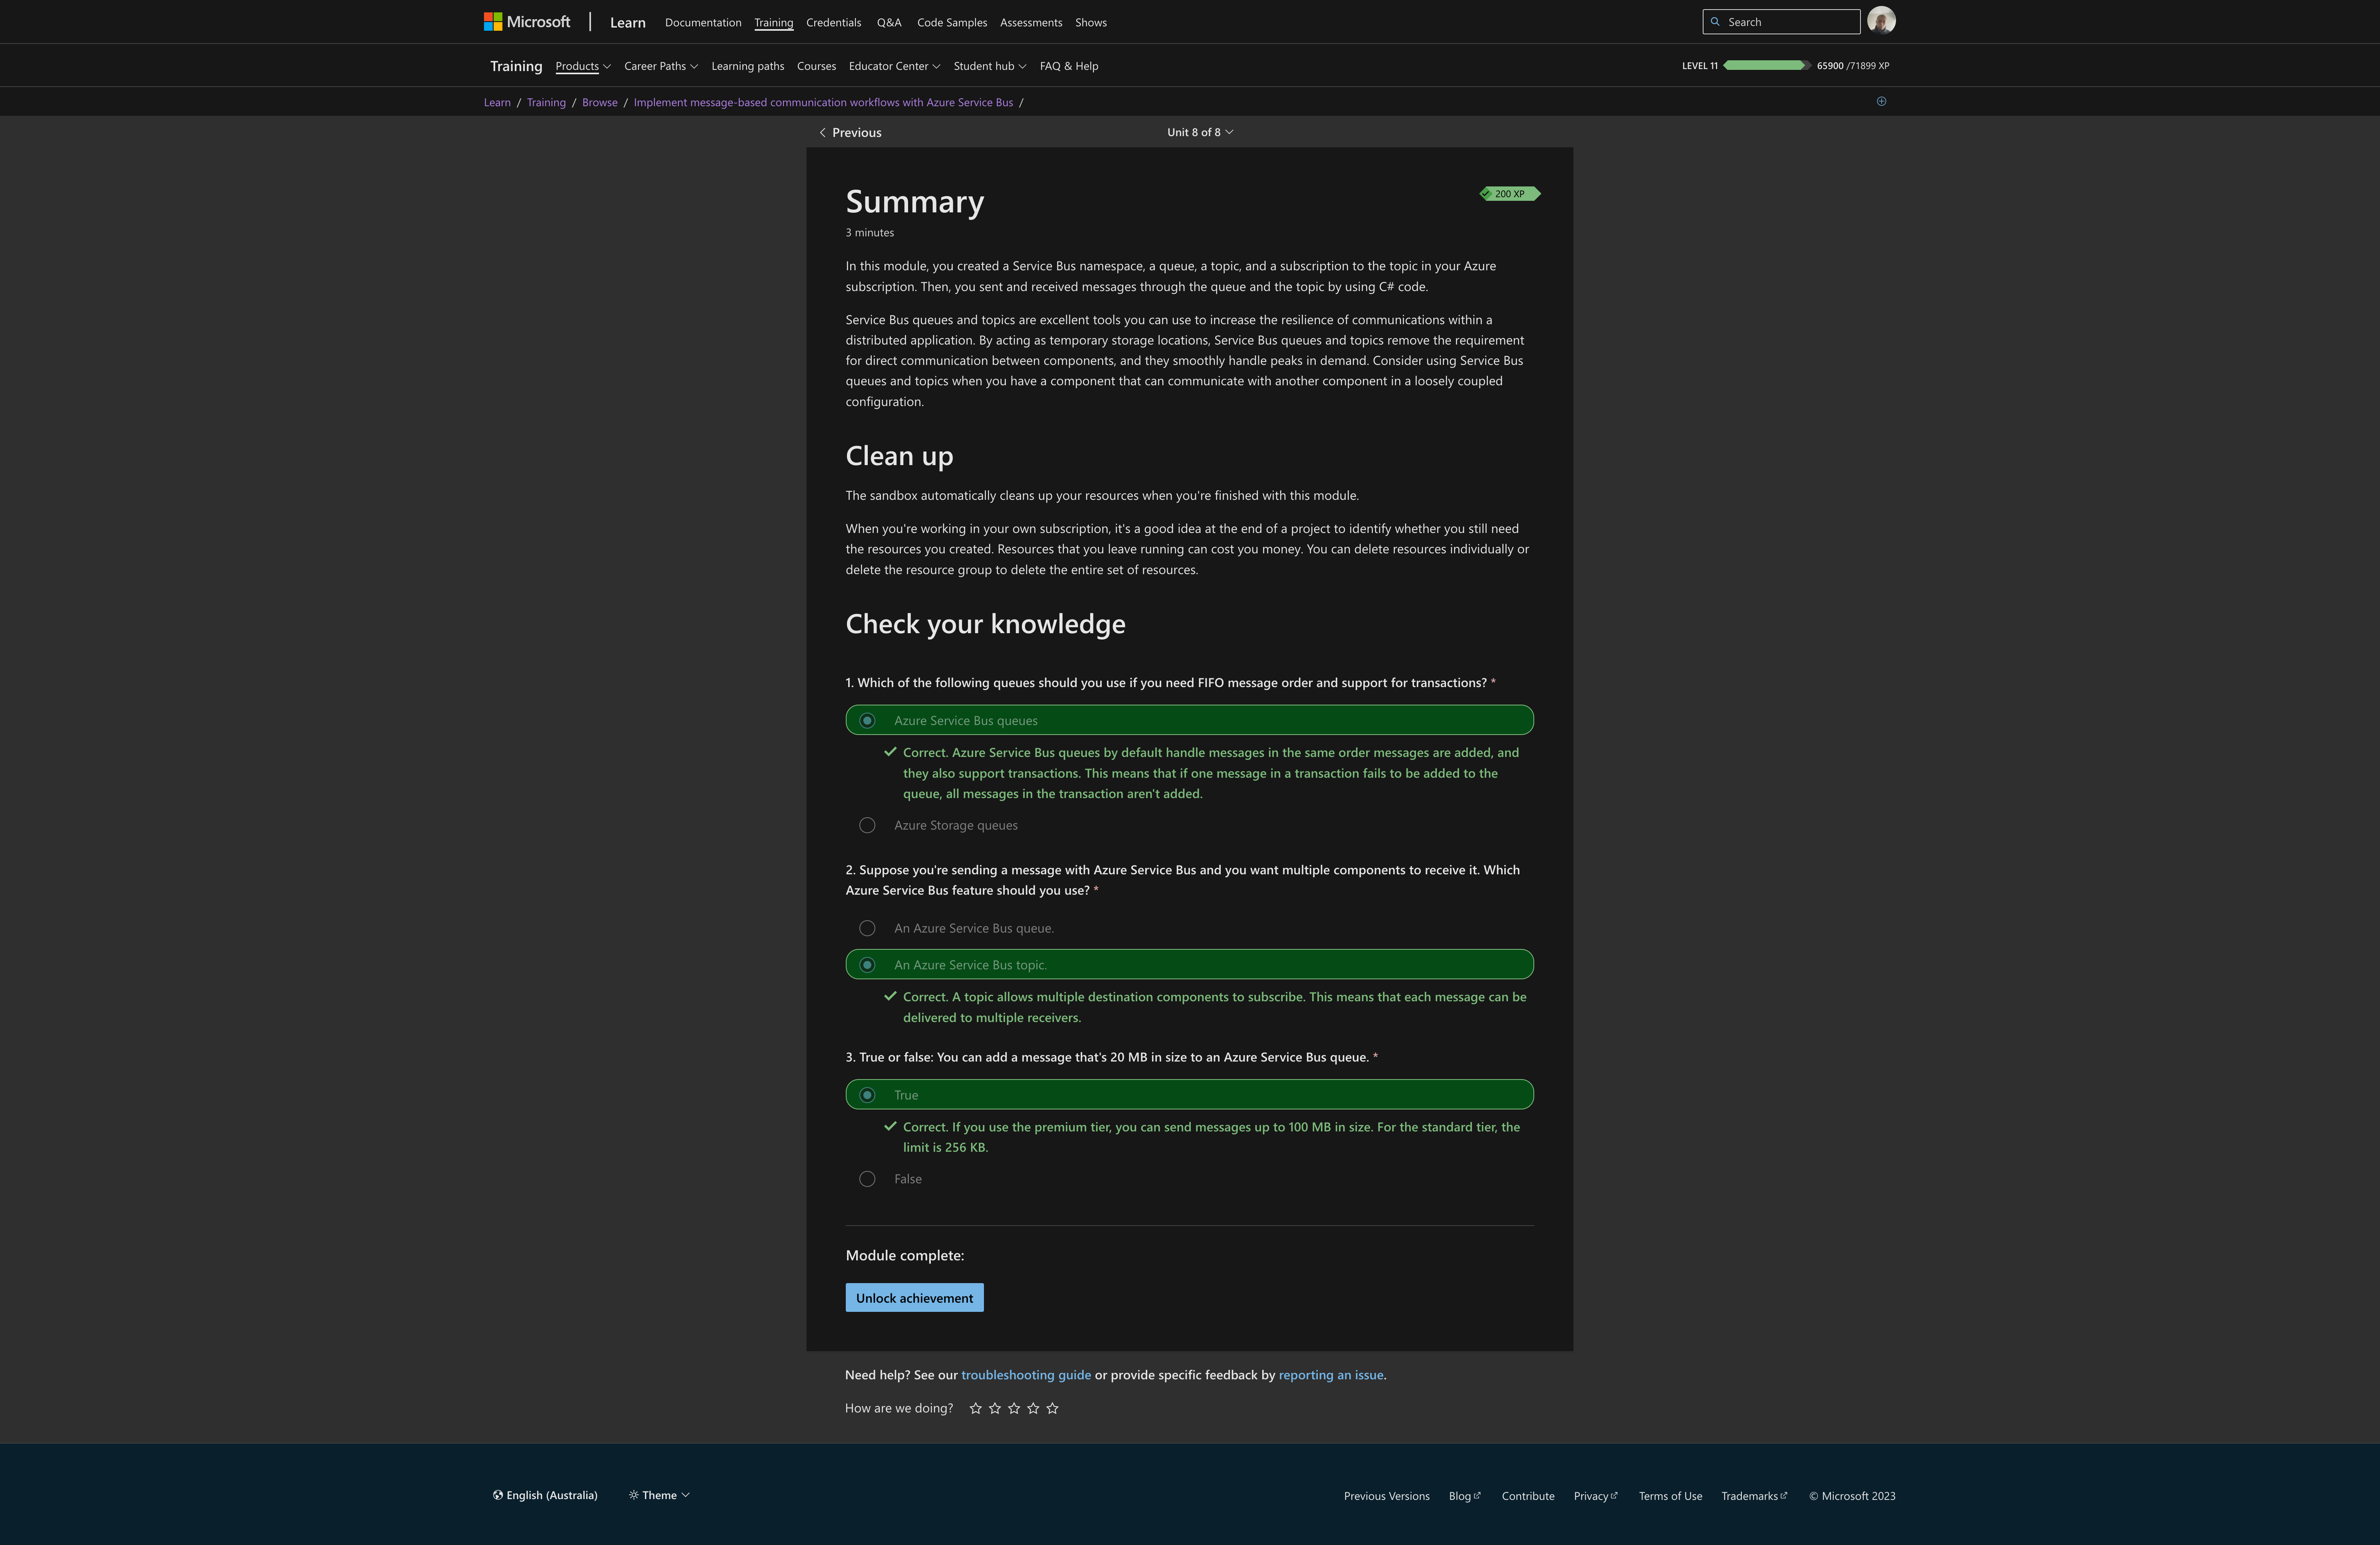 Microsoft
Learn
Documentation Training Credentials Q&A Code Samples Assessments Shows
Search
Training Products Career Paths Learning paths Courses Educator Center Student hub FAQ & Help
LEVEL 11 65900 /71899 XP
Learn / Training / Browse / Implement message-based communication workflows with Azure Service Bus /
Previous
Unit 8 of 8
Summary
200 XP
3 minutes
In this module, you created a Service Bus namespace, a queue, a topic, and a subscription to the topic in your Azure
subscription. Then, you sent and received messages through the queue and the topic by using C# code.
Service Bus queues and topics are excellent tools you can use to increase the resilience of communications within a
distributed application. By acting as temporary storage locations, Service Bus queues and topics remove the requirement
for direct communication between components, and they smoothly handle peaks in demand. Consider using Service Bus
queues and topics when you have a component that can communicate with another component in a loosely coupled
configuration.
Clean up
The sandbox automatically cleans up your resources when you're finished with this module.
When you're working in your own subscription, it's a good idea at the end of a project to identify whether you still need
the resources you created. Resources that you leave running can cost you money. You can delete resources individually or
delete the resource group to delete the entire set of resources.
Check your knowledge
1. Which of the following queues should you use if you need FIFO message order and support for transactions? *
Azure Service Bus queues
Correct. Azure Service Bus queues by default handle messages in the same order messages are added, and
they also support transactions. This means that if one message in a transaction fails to be added to the
queue, all messages in the transaction aren't added.
Azure Storage queues
2. Suppose you're sending a message with Azure Service Bus and you want multiple components to receive it. Which
Azure Service Bus feature should you use? *
An Azure Service Bus queue.
An Azure Service Bus topic.
Correct. A topic allows multiple destination components to subscribe. This means that each message can be
delivered to multiple receivers.
3. True or false: You can add a message that's 20 MB in size to an Azure Service Bus queue. *
True
Correct. If you use the premium tier, you can send messages up to 100 MB in size. For the standard tier, the
limit is 256 KB.
False
Module complete:
Unlock achievement
Need help? See our troubleshooting guide or provide specific feedback by reporting an issue.
How are we doing?
English (Australia) Theme
Previous Versions Blog Contribute Privacy Terms of Use Trademarks © Microsoft 2023